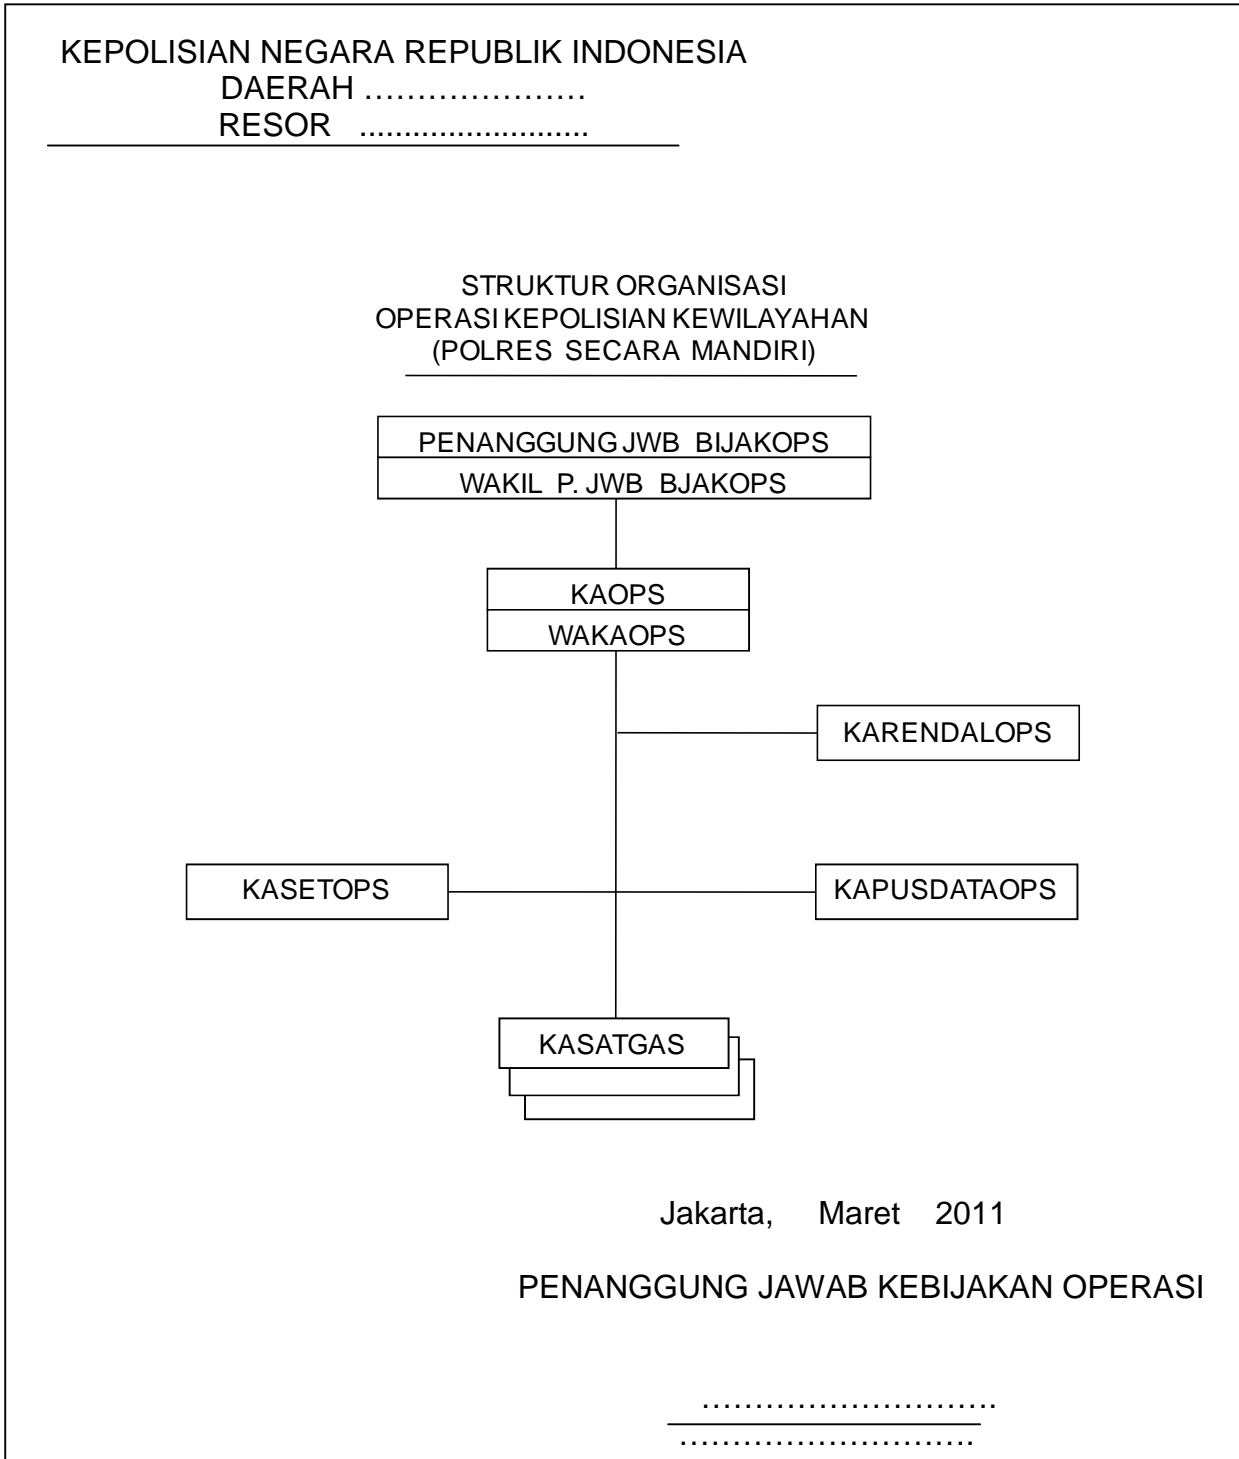 KEPOLISIAN NEGARA REPUBLIK INDONESIA
DAERAH .....................
RESOR ..........................
STRUKTUR ORGANISASI
OPERASI KEPOLISIAN KEWILAYAHAN
(POLRES SECARA MANDIRI)
PENANGGUNG JWB BIJAKOPS
WAKIL P. JWB BJAKOPS
KAOPS
WAKAOPS
KARENDALOPS
KASETOPS
KAPUSDATAOPS
KASATGAS
Jakarta, Maret 2011
PENANGGUNG JAWAB KEBIJAKAN OPERASI
............................
............................